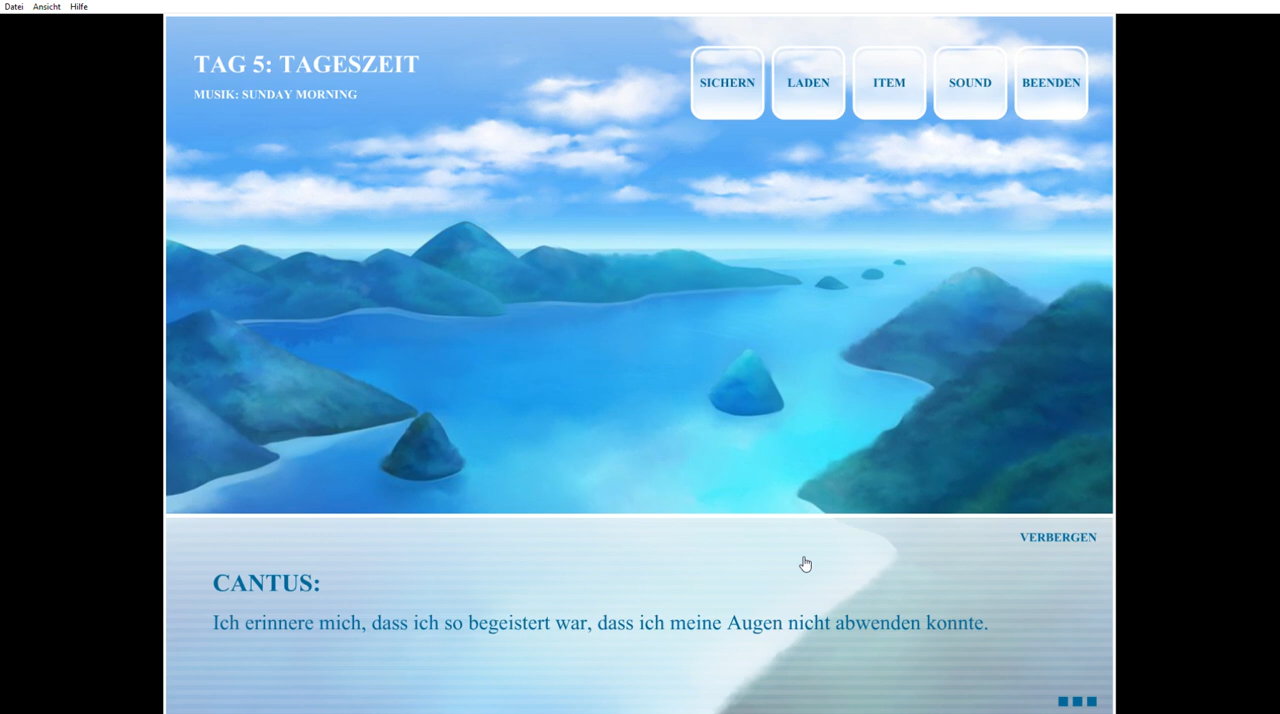 Datei Ansicht Hilfe
TAG 5: TAGESZEIT
MUSIK: SUNDAY MORNING
SICHERN LADEN ITEM SOUND BEENDEN
VERBERGEN
CANTUS:
Ich erinnere mich, dass ich so begeistert war, dass ich meine Augen nicht abwenden konnte.